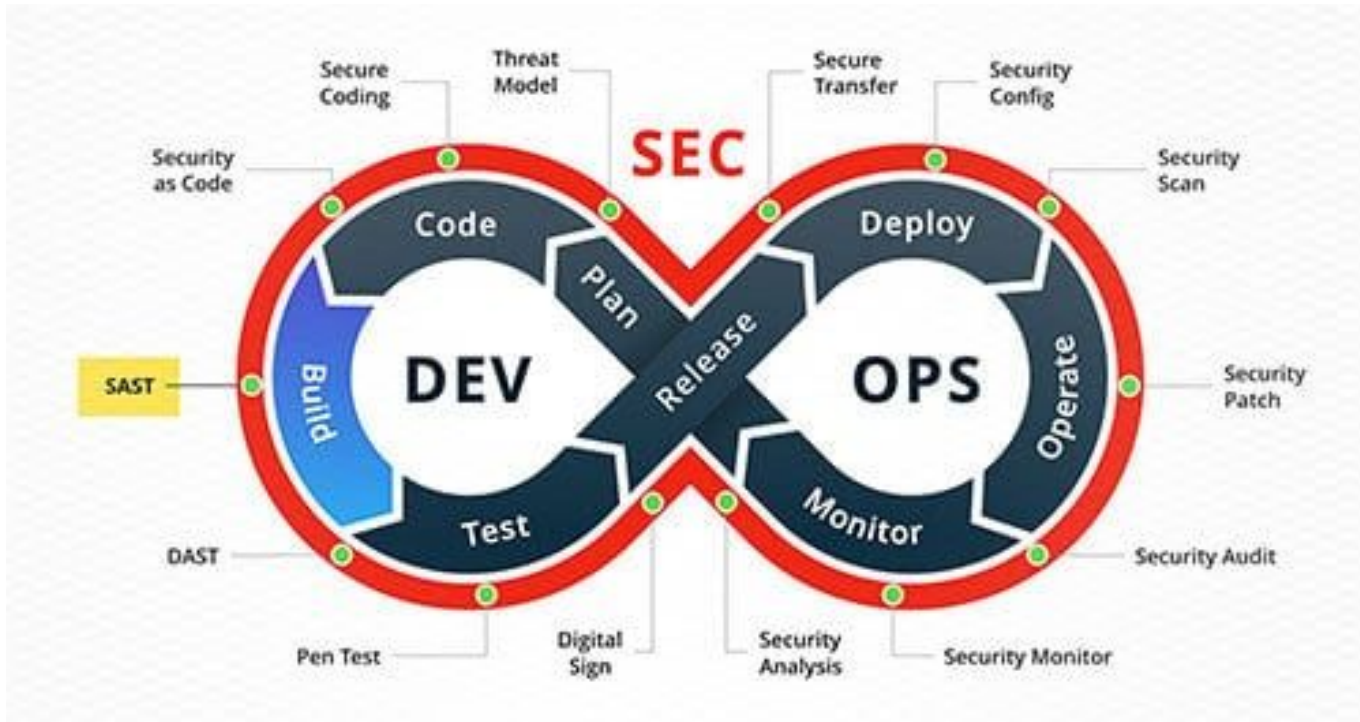 Secure
Coding
Threat
Model
Secure
Transfer
Security
Config
Security
as Code
SEC
Security
Scan
Code
Deploy
Plan
Release
SAST
Build
DEV
OPS
Operate
Security
Patch
Test
Monitor
DAST
Security Audit
Pen Test
Digital
Sign
Security
Analysis
Security Monitor